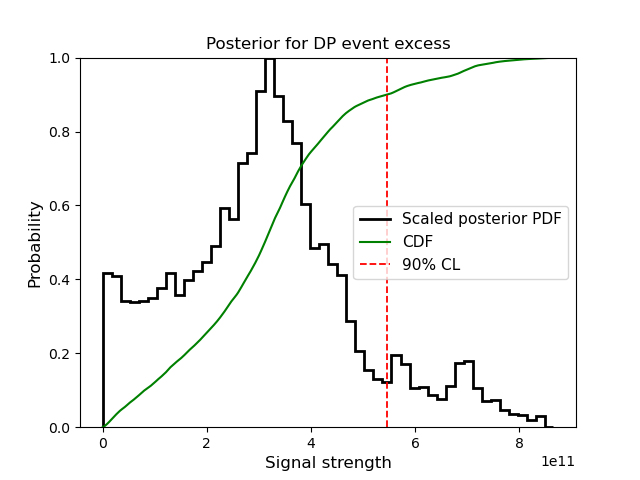 Posterior for DP event excess
1.0
0.8
0.6
0.4
0.2
0.0
Probability
Scaled posterior PDF
CDF
90% CL
0 2 4 6 8
1e11
Signal strength